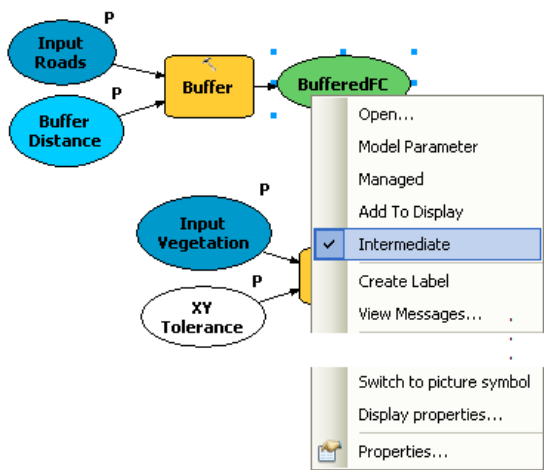 P
Input
Roads
Buffer
BufferedFC
P
Buffer
Distance
Open...
Model Parameter
Managed
Add To Display
Intermediate
Create Label
View Messages...
Switch to picture symbol
Display properties...
Properties...
P
Input
Vegetation
P
XY
Tolerance